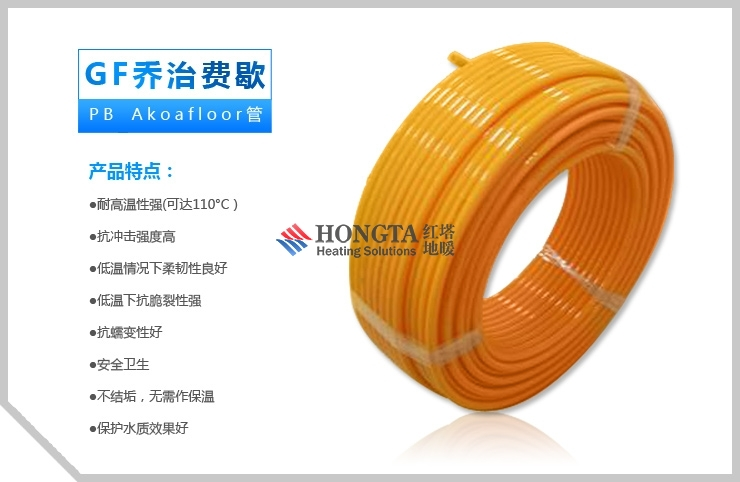 GF乔治费歇
PB Akoafloor管
产品特点：
●耐高温性强(可达110°C）
●抗冲击强度高
●低温情况下柔韧性良好
●低温下抗脆裂性强
●抗蠕变性好
●安全卫生
●不结垢，无需作保温
●保护水质效果好
HONGTA 红塔地暖
Heating Solutions